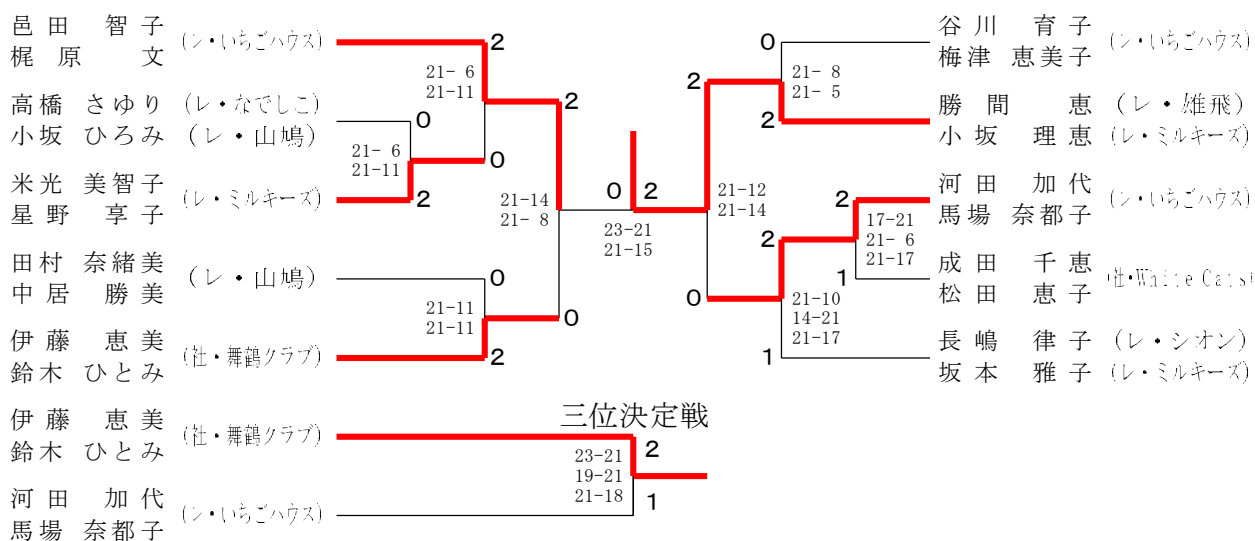 邑田 智子
梶原 文
(シ・いちごハウス)
2
21- 6
21-11
高橋 さゆり (レ・なでしこ)
小坂 ひろみ (レ・山鳩)
0
21- 6
21-11
0
2
米光 美智子
星野 享子
(レ・ミルキーズ)
2
21-14
21- 8
田村 奈緒美
中居 勝美
(レ・山鳩)
0
21-11
21-11
0
伊藤 恵美
鈴木 ひとみ
(社・舞鶴クラブ)
2
0 2
23-21
21-15
谷川 育子
梅津 恵美子
(シ・いちごハウス)
0
21- 8
21- 5
2
勝間 恵 (レ・雄飛)
小坂 理恵 (レ・ミルキーズ)
2
21-12
21-14
河田 加代
馬場 奈都子
(シ・いちごハウス)
2
17-21
21- 6
21-17
2
成田 千恵
松田 恵子
(社・White Cats)
1
0
21-10
14-21
21-17
長嶋 律子 (レ・シオン)
坂本 雅子 (レ・ミルキーズ)
1
三位決定戦
伊藤 恵美
鈴木 ひとみ
(社・舞鶴クラブ)
2
23-21
19-21
21-18
1
河田 加代
馬場 奈都子
(シ・いちごハウス)